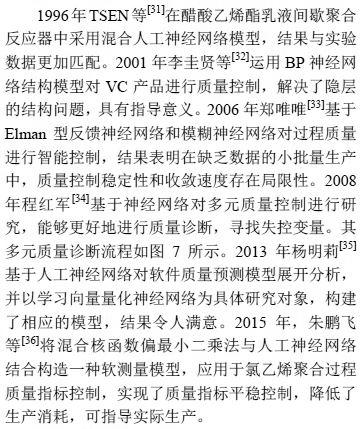 1996年TSEN等[31]在醋酸乙烯酯乳液间歇聚合
反应器中采用混合人工神经网络模型，结果与实验
数据更加匹配。2001 年李圭贤等[32]运用 BP 神经网
络结构模型对 VC 产品进行质量控制，解决了隐层
的结构问题，具有指导意义。2006 年郑唯唯[33]基于
Elman 型反馈神经网络和模糊神经网络对过程质量
进行智能控制，结果表明在缺乏数据的小批量生产
中，质量控制稳定性和收敛速度存在局限性。2008
年程红军[34]基于神经网络对多元质量控制进行研
究，能够更好地进行质量诊断，寻找失控变量。其
多元质量诊断流程如图 7 所示。2013 年杨明莉[35]
基于人工神经网络对软件质量预测模型展开分析，
并以学习向量量化神经网络为具体研究对象，构建
了相应的模型，结果令人满意。2015 年，朱鹏飞
等[36]将混合核函数偏最小二乘法与人工神经网络
结合构造一种软测量模型，应用于氯乙烯聚合过程
质量指标控制，实现了质量指标平稳控制，降低了
生产消耗，可指导实际生产。